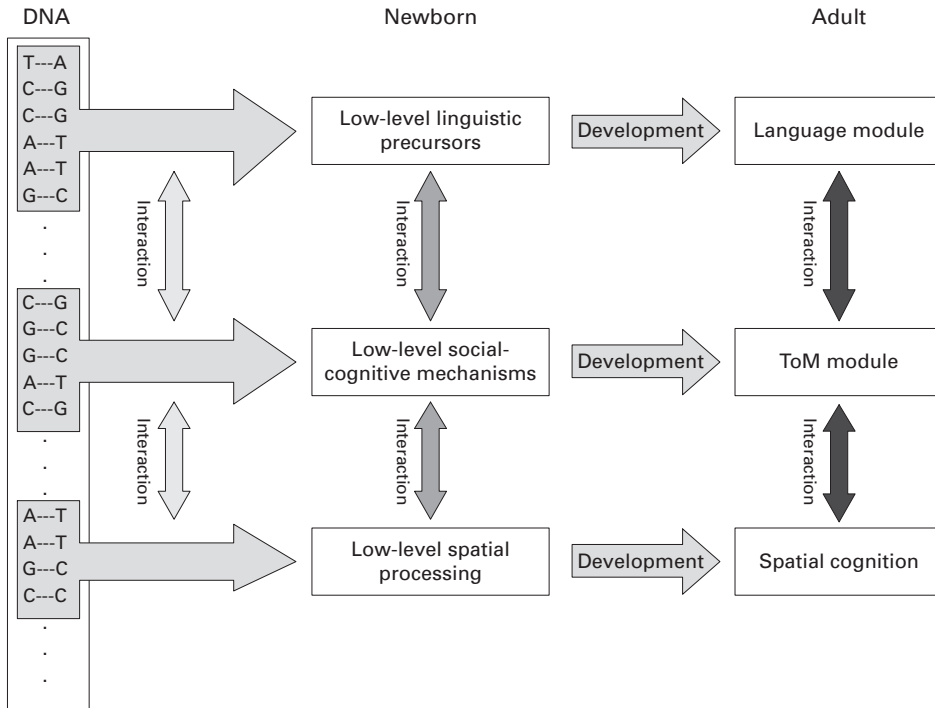 DNA
Newborn
Adult
T---A
C---G
C---G
A---T
A---T
G---C
Low-level linguistic
precursors
Development
Language module
Interaction
Interaction
Interaction
.
.
.
C---G
G---C
G---C
A---T
C---G
Low-level social-
cognitive mechanisms
Development
ToM module
Interaction
Interaction
Interaction
.
.
.
A---T
A---T
G---C
C---C
Low-level spatial
processing
Development
Spatial cognition
.
.
.